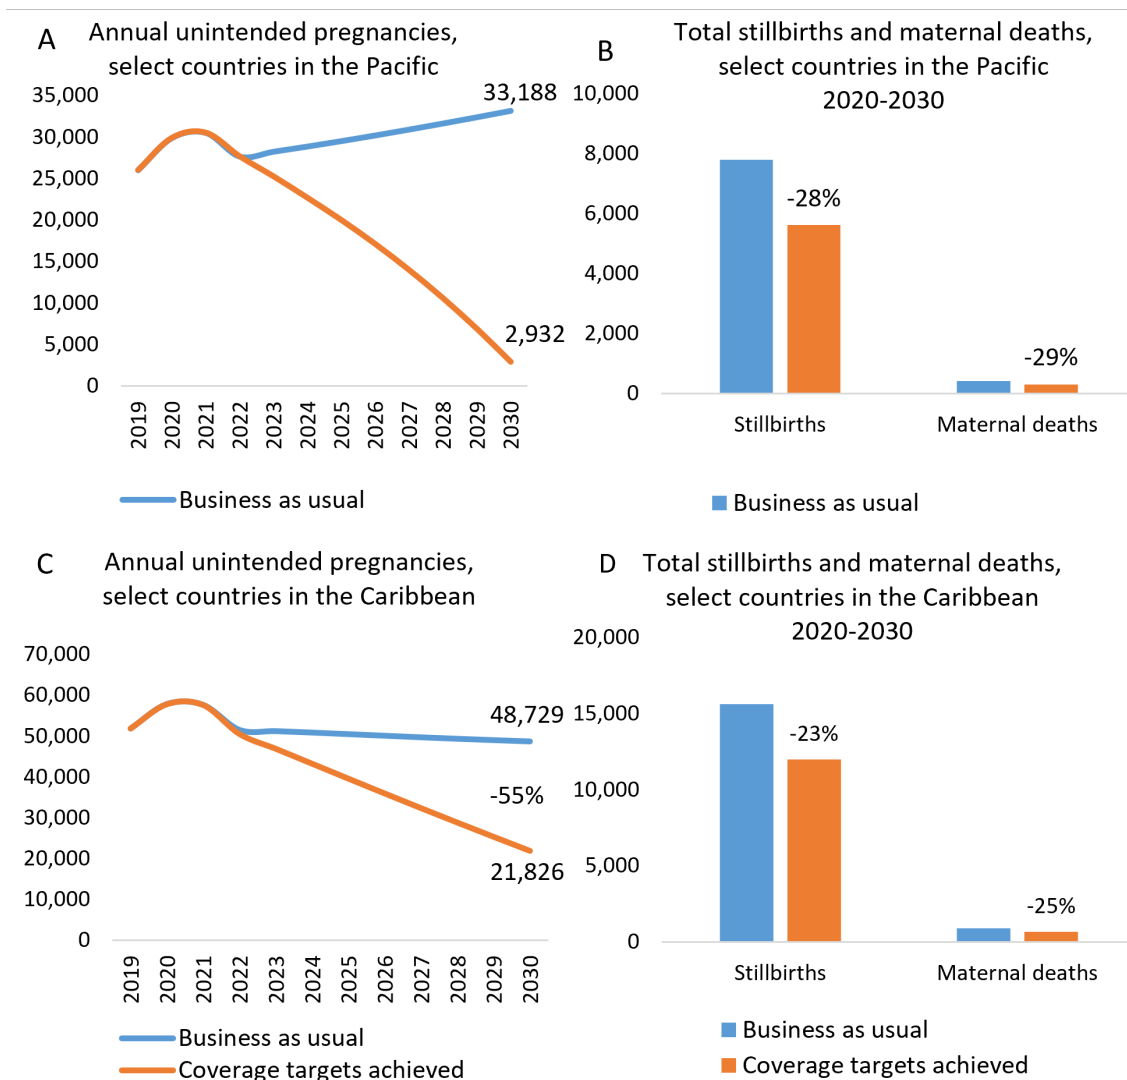 A
Annual unintended pregnancies,
select countries in the Pacific
35,000
30,000
25,000
20,000
15,000
10,000
5,000
0
33,188
2,932
2019
2020
2021
2022
2023
2024
2025
2026
2027
2028
2029
2030
Business as usual
B
Total stillbirths and maternal deaths,
select countries in the Pacific
2020-2030
10,000
8,000
6,000
4,000
2,000
0
-28%
-29%
Stillbirths
Maternal deaths
Business as usual
C
Annual unintended pregnancies,
select countries in the Caribbean
70,000
60,000
50,000
40,000
30,000
20,000
10,000
0
48,729
-55%
21,826
2019
2020
2021
2022
2023
2024
2025
2026
2027
2028
2029
2030
Business as usual
Coverage targets achieved
D
Total stillbirths and maternal deaths,
select countries in the Caribbean
2020-2030
20,000
15,000
10,000
5,000
0
-23%
-25%
Stillbirths
Maternal deaths
Business as usual
Coverage targets achieved